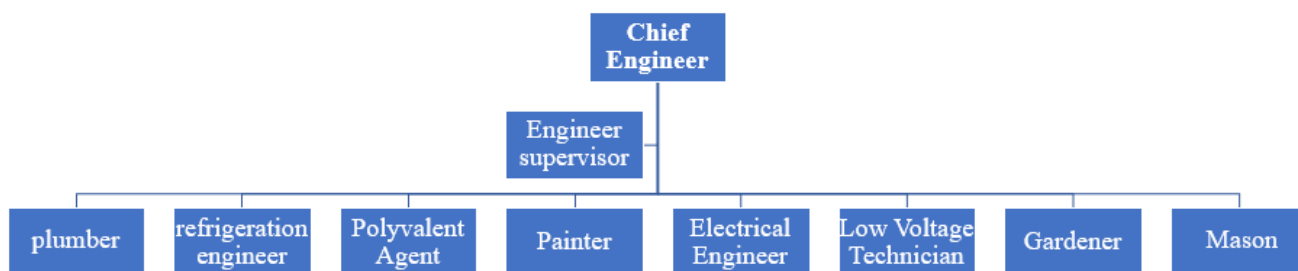 Chief
Engineer
Engineer
supervisor
plumber
refrigeration
engineer
Polyvalent
Agent
Painter
Electrical
Engineer
Low Voltage
Technician
Gardener
Mason